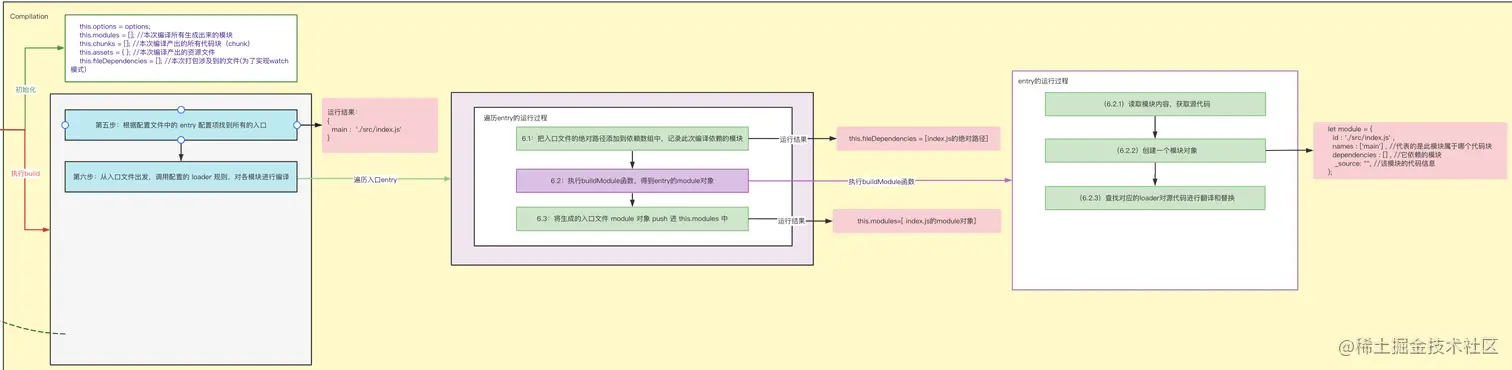 Compilation
this.options = options;
this.modules = []; //本次编译所有生成出来的模块
this.chunks = []; //本次编译产出的所有代码块（chunk）
this.assets = { }; //本次编译产出的资源文件
this.fileDependencies = []; //本次打包涉及到的文件(为了实现watch
模式)
初始化
执行build
第五步：根据配置文件中的 entry 配置项找到所有的入口
运行结果：
{
main : './src/index.js'
}
第六步：从入口文件出发，调用配置的 loader 规则，对各模块进行编译
遍历入口entry
遍历entry的运行过程
6.1：把入口文件的绝对路径添加到依赖数组中，记录此次编译依赖的模块
运行结果
this.fileDependencies = [index.js的绝对路径]
6.2：执行buildModule函数，得到entry的module对象
执行buildModule函数
6.3：将生成的入口文件 module 对象 push 进 this.modules 中
运行结果
this.modules=[ index.js的module对象]
entry的运行过程
（6.2.1）读取模块内容，获取源代码
（6.2.2）创建一个模块对象
（6.2.3）查找对应的loader对源代码进行翻译和替换
let module = {
id : './src/index.js' ,
names : ['main'] , //代表的是此模块属于哪个代码块
dependencies : [] , //它依赖的模块
_source: "", //该模块的代码信息
};
@稀土掘金技术社区